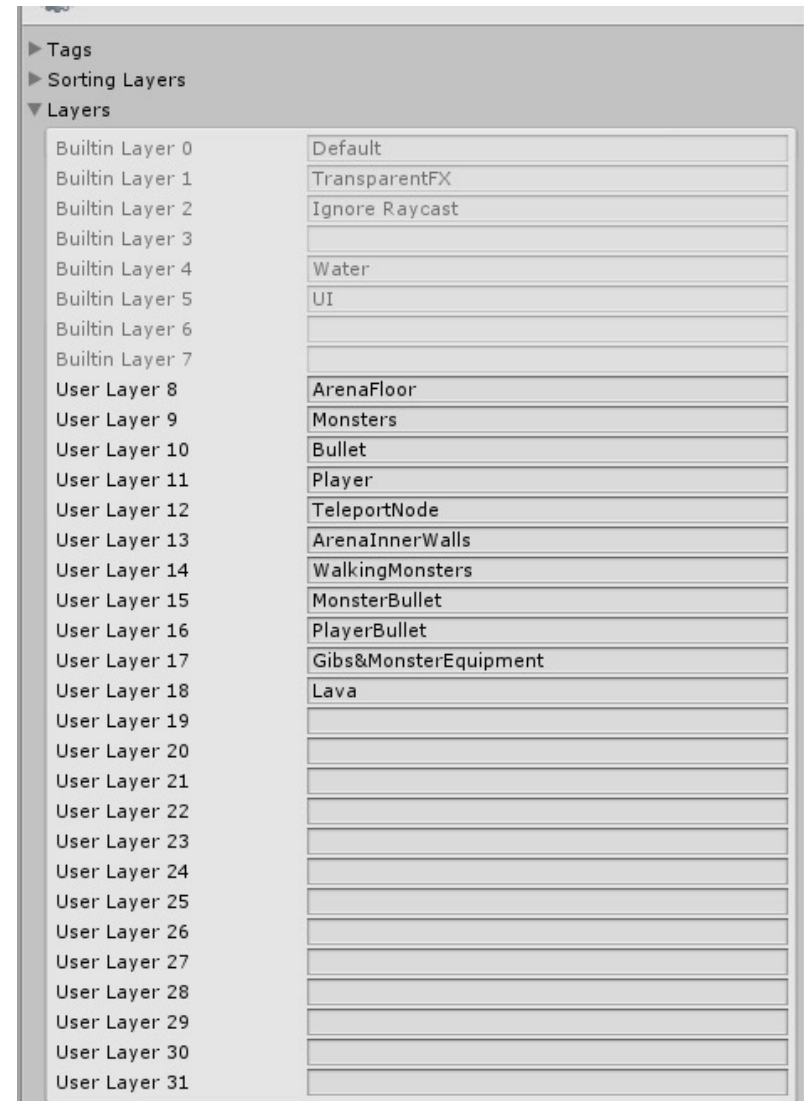 Tags
Sorting Layers
Layers
Builtin Layer 0 Default
Builtin Layer 1 TransparentFX
Builtin Layer 2 Ignore Raycast
Builtin Layer 3
Builtin Layer 4 Water
Builtin Layer 5 UI
Builtin Layer 6
Builtin Layer 7
User Layer 8 ArenaFloor
User Layer 9 Monsters
User Layer 10 Bullet
User Layer 11 Player
User Layer 12 TeleportNode
User Layer 13 ArenaInnerWalls
User Layer 14 WalkingMonsters
User Layer 15 MonsterBullet
User Layer 16 PlayerBullet
User Layer 17 Gibs&MonsterEquipment
User Layer 18 Lava
User Layer 19
User Layer 20
User Layer 21
User Layer 22
User Layer 23
User Layer 24
User Layer 25
User Layer 26
User Layer 27
User Layer 28
User Layer 29
User Layer 30
User Layer 31